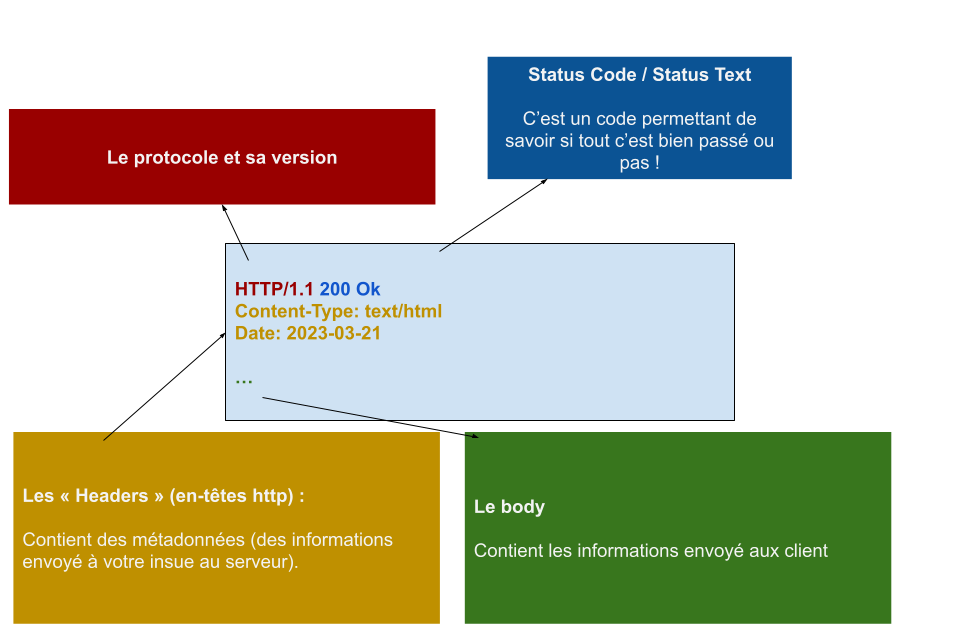 Status Code / Status Text
C’est un code permettant de
savoir si tout c’est bien passé ou
pas !
Le protocole et sa version
HTTP/1.1 200 Ok
Content-Type: text/html
Date: 2023-03-21
…
Les « Headers » (en-têtes http) :
Contient des métadonnées (des informations
envoyé à votre insue au serveur).
Le body
Contient les informations envoyé aux client